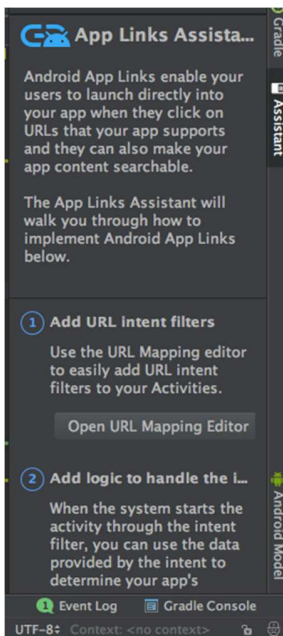 App Links Assista...
Android App Links enable your
users to launch directly into
your app when they click on
URLs that your app supports
and they can also make your
app content searchable.
The App Links Assistant will
walk you through how to
implement Android App Links
below.
1 Add URL intent filters
Use the URL Mapping editor
to easily add URL intent
filters to your Activities.
Open URL Mapping Editor
2 Add logic to handle the i...
When the system starts the
activity through the intent
filter, you can use the data
provided by the intent to
determine your app's
Gradle
Assistant
Android Model
1 Event Log Gradle Console
UTF-8 Context: <no context>